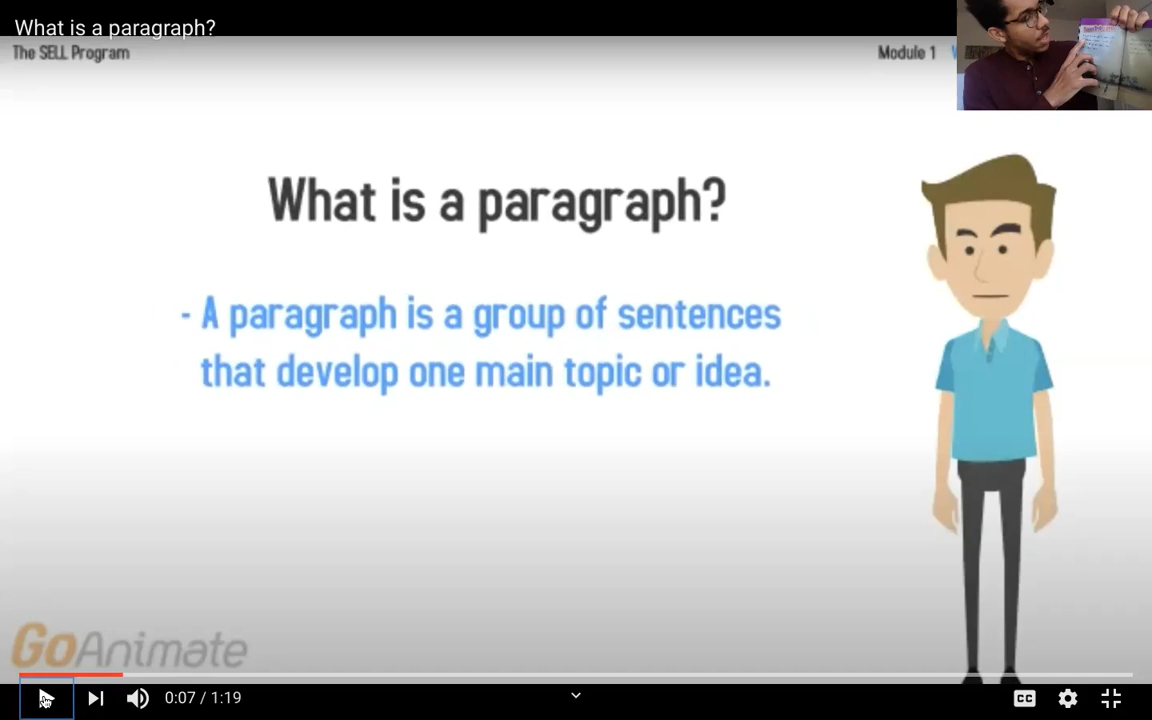 What is a paragraph?
The SELL Program
Module 1
What is a paragraph?
- A paragraph is a group of sentences
that develop one main topic or idea.
GoAnimate
0:07 / 1:19
CC